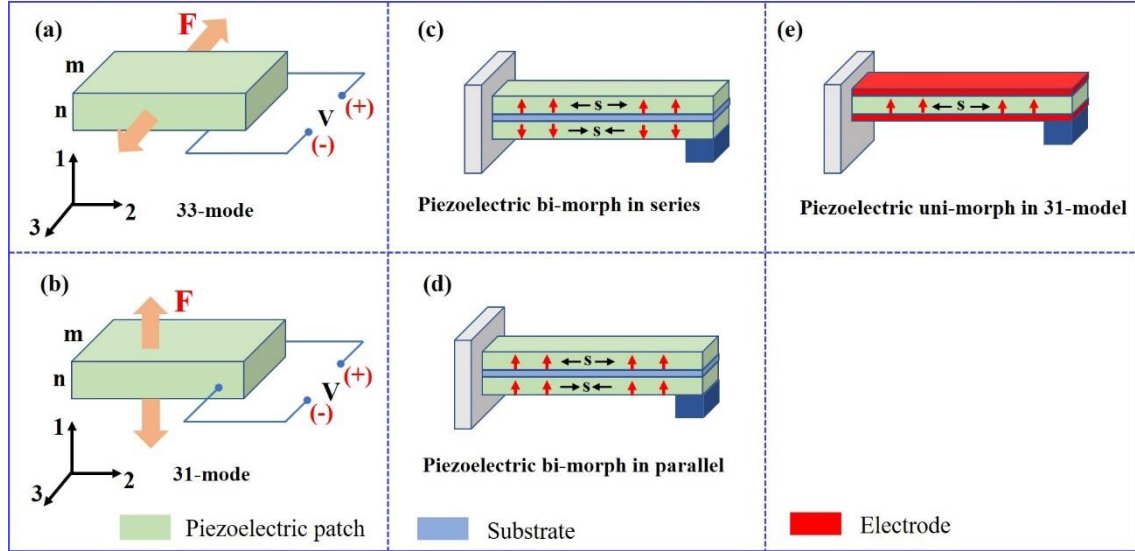 (a)
F
m
n
V
(+)
(-)
1
2
3
33-mode
(c)
s
s
Piezoelectric bi-morph in series
(e)
s
Piezoelectric uni-morph in 31-model
(b)
F
m
n
V
(+)
(-)
1
2
3
31-mode
(d)
s
s
Piezoelectric bi-morph in parallel
Piezoelectric patch
Substrate
Electrode